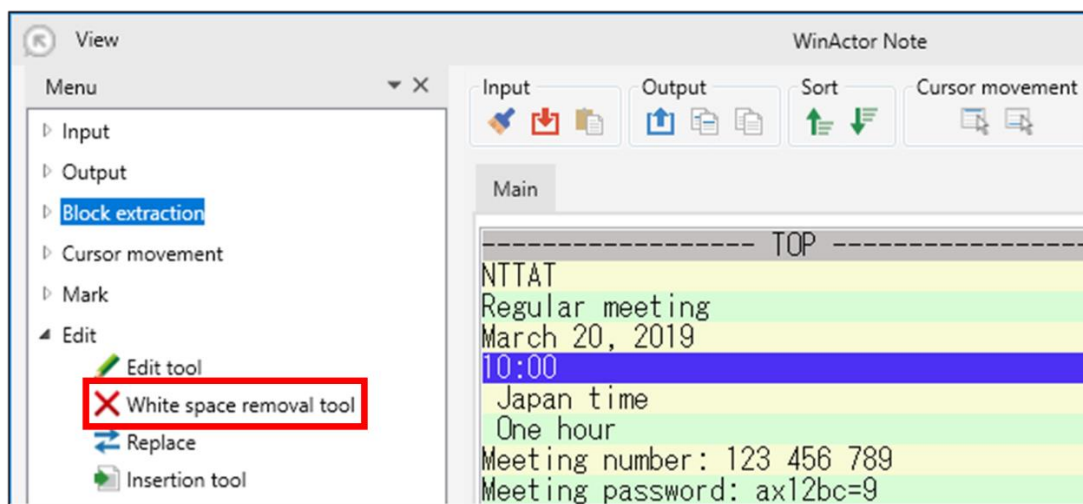 View
WinActor Note
Menu
Input
Output
Block extraction
Cursor movement
Mark
Edit
Edit tool
White space removal tool
Replace
Insertion tool
Input
Output
Sort
Cursor movement
Main
------------------ TOP -----------------
NTTAT
Regular meeting
March 20, 2019
10:00
Japan time
One hour
Meeting number: 123 456 789
Meeting password: ax12bc=9